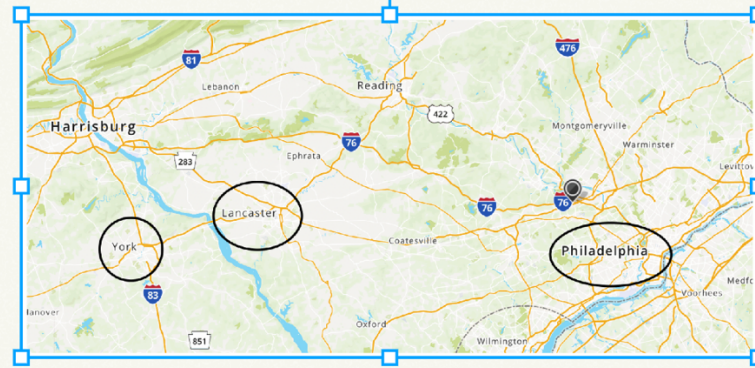 476
81
Lebanon
Reading
422
Harrisburg
Montgomeryville
76
Warminster
283
Ephrata
Levitto
76
76
Lancaster
York
Coatesville
Philadelphia
Medfo
83
Voorhees
lanover
Oxford
851
Wilmington